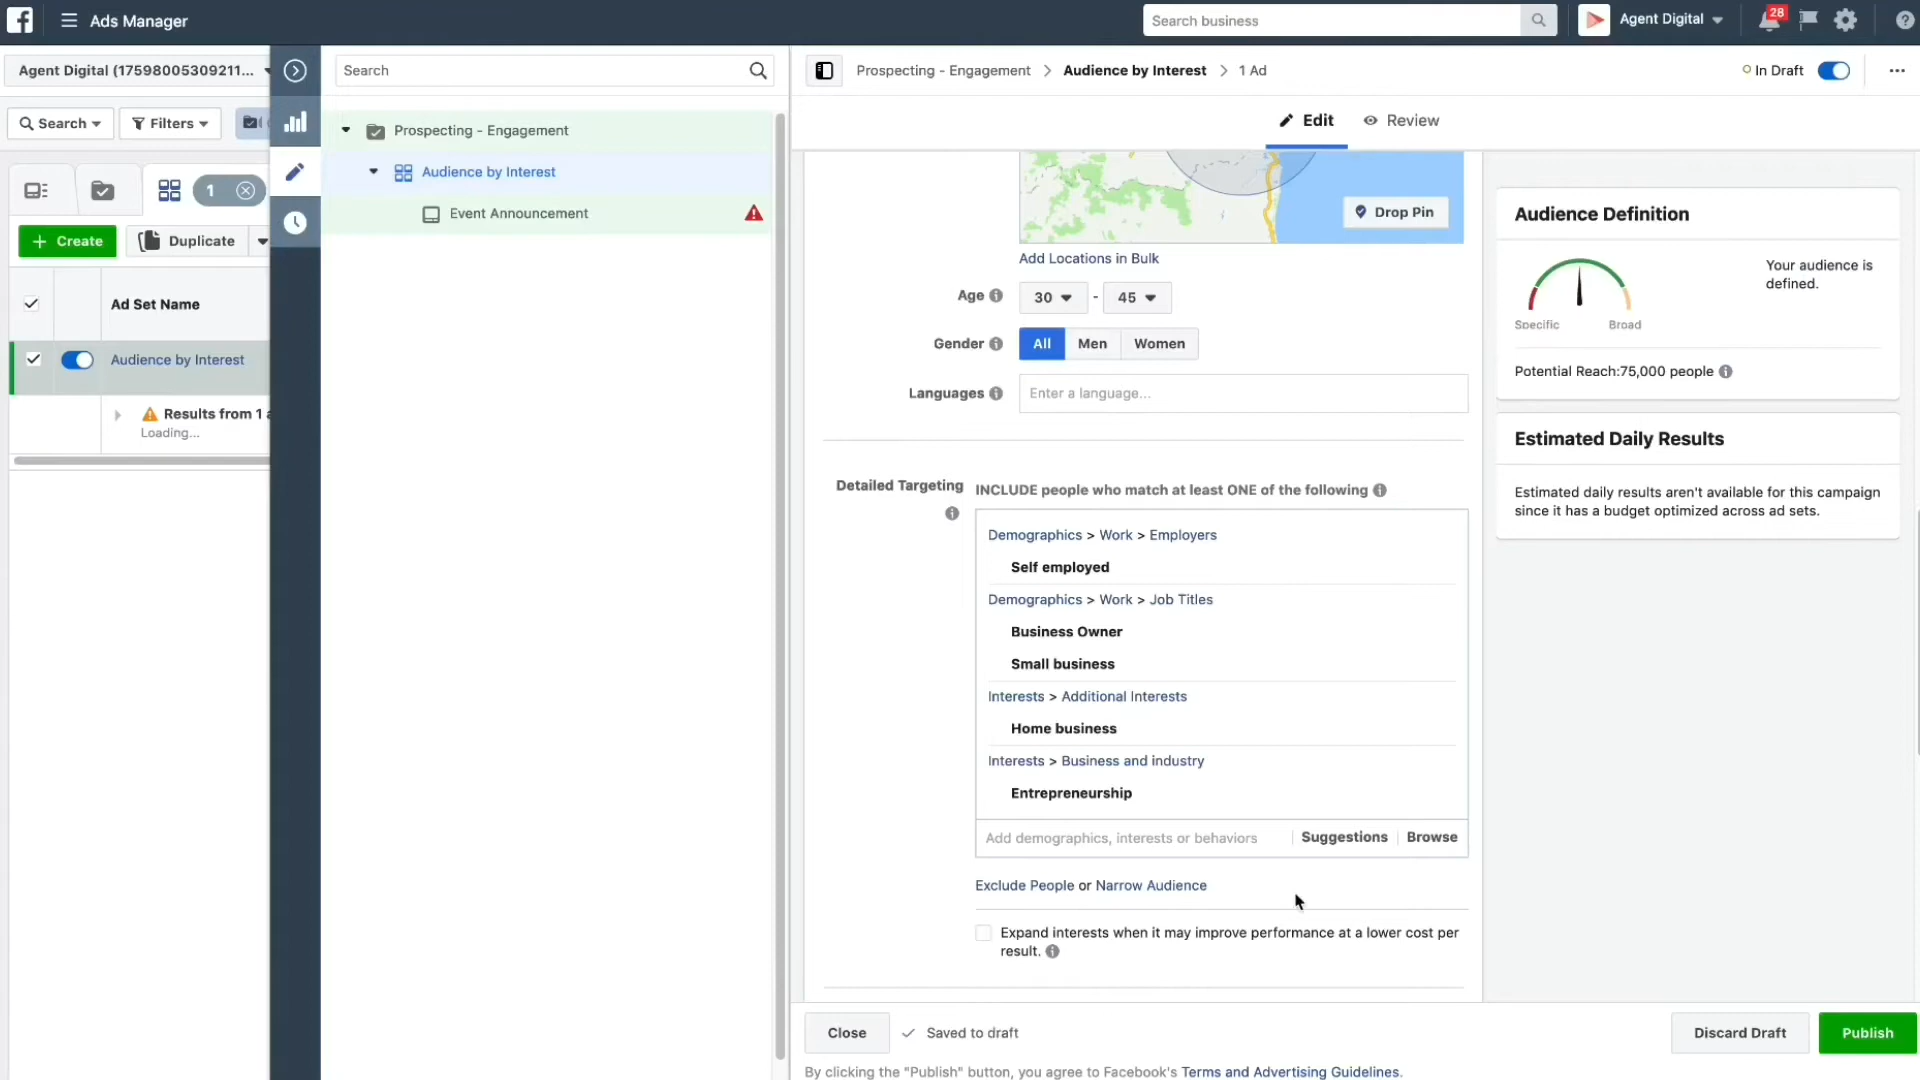 Ads Manager
Search business
Agent Digital
28
Agent Digital (17598005309211...
Search
Filters
1
Create
Duplicate
Ad Set Name
Audience by Interest
Results from 1 a
Loading...
Search
Prospecting - Engagement
Audience by Interest
Event Announcement
Prospecting - Engagement > Audience by Interest > 1 Ad
In Draft
Edit
Review
Drop Pin
Add Locations in Bulk
Age
30 - 45
Gender
All
Men
Women
Languages
Enter a language...
Detailed Targeting
INCLUDE people who match at least ONE of the following
Demographics > Work > Employers
Self employed
Demographics > Work > Job Titles
Business Owner
Small business
Interests > Additional Interests
Home business
Interests > Business and industry
Entrepreneurship
Add demographics, interests or behaviors
Suggestions
Browse
Exclude People or Narrow Audience
Expand interests when it may improve performance at a lower cost per
result.
Audience Definition
Your audience is
defined.
Specific
Broad
Potential Reach:75,000 people
Estimated Daily Results
Estimated daily results aren't available for this campaign
since it has a budget optimized across ad sets.
Close
Saved to draft
Discard Draft
Publish
By clicking the "Publish" button, you agree to Facebook's Terms and Advertising Guidelines.